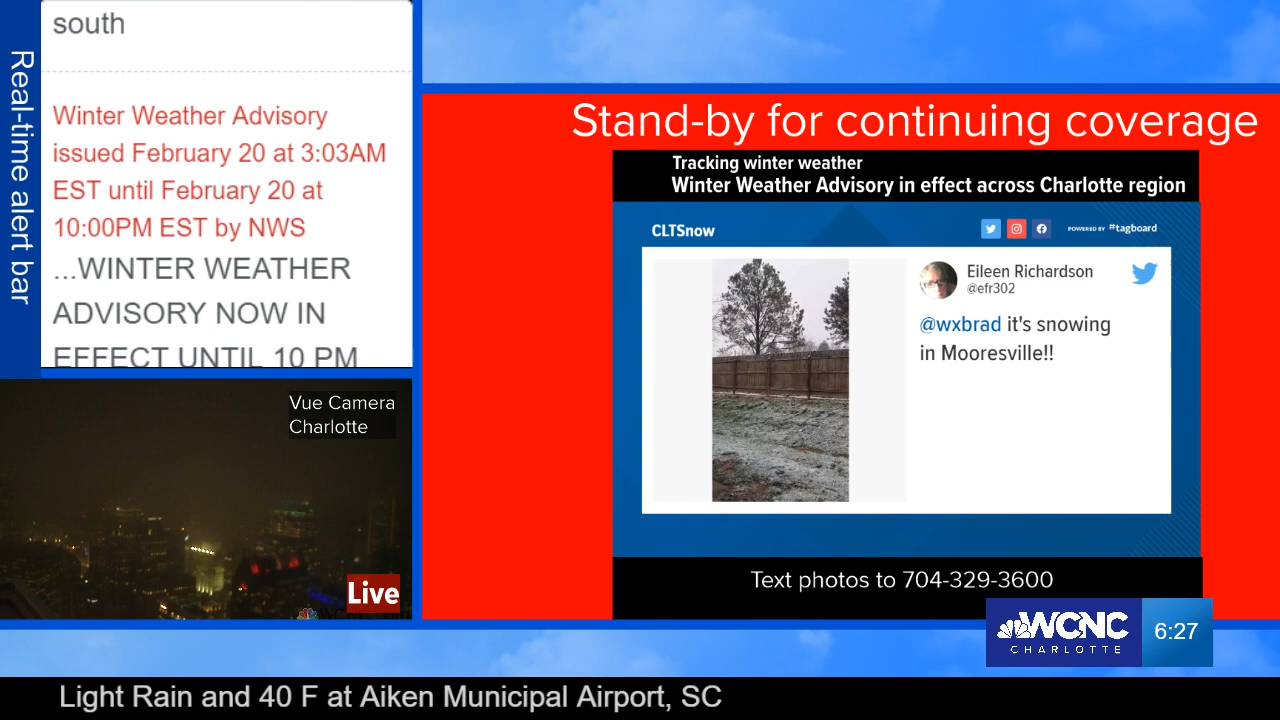 Real-time alert bar
south
Winter Weather Advisory
issued February 20 at 3:03AM
EST until February 20 at
10:00PM EST by NWS
...WINTER WEATHER
ADVISORY NOW IN
EFFECT UNTIL 10 PM
Vue Camera
Charlotte
Live
Stand-by for continuing coverage
Tracking winter weather
Winter Weather Advisory in effect across Charlotte region
CLTSnow
POWERED BY #tagboard
Eileen Richardson
@efr302
@wxbrad it's snowing
in Mooresville!!
Text photos to 704-329-3600
WCNC
CHARLOTTE
6:27
Light Rain and 40 F at Aiken Municipal Airport, SC